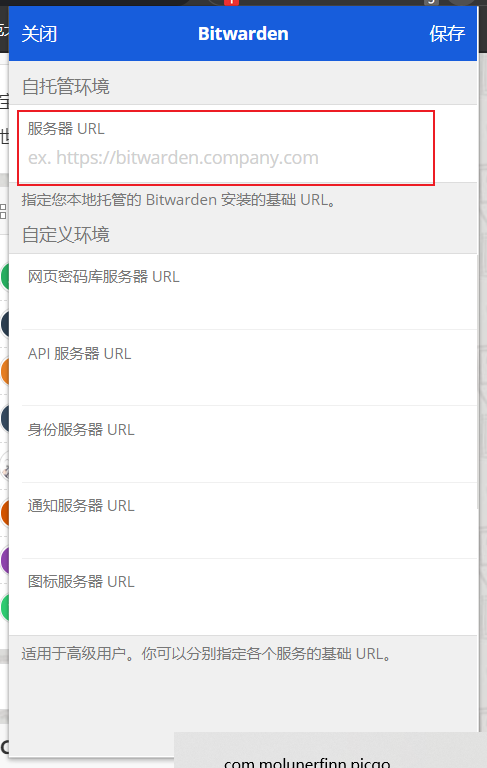 关闭 Bitwarden 保存
自托管环境
服务器 URL
ex. https://bitwarden.company.com
指定您本地托管的 Bitwarden 安装的基础 URL。
自定义环境
网页密码库服务器 URL
API 服务器 URL
身份服务器 URL
通知服务器 URL
图标服务器 URL
适用于高级用户。你可以分别指定各个服务的基础 URL。
com.molunerfinn.picgo